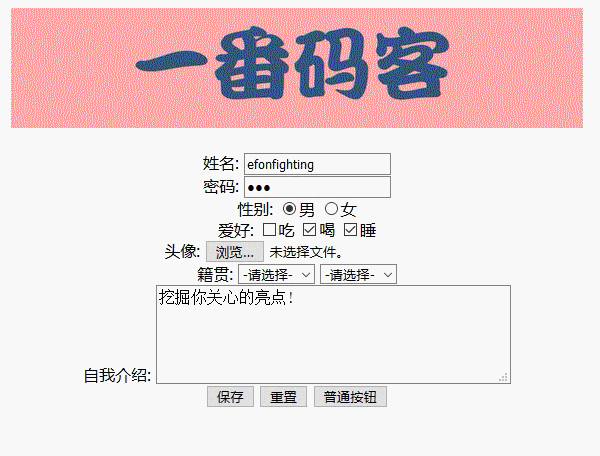 一番码客
姓名: efonfighting
密码: ●●●
性别: 男 女
爱好: 吃 喝 睡
头像: 浏览... 未选择文件。
籍贯: -请选择- -请选择-
挖掘你关心的亮点!
自我介绍:
保存 重置 普通按钮